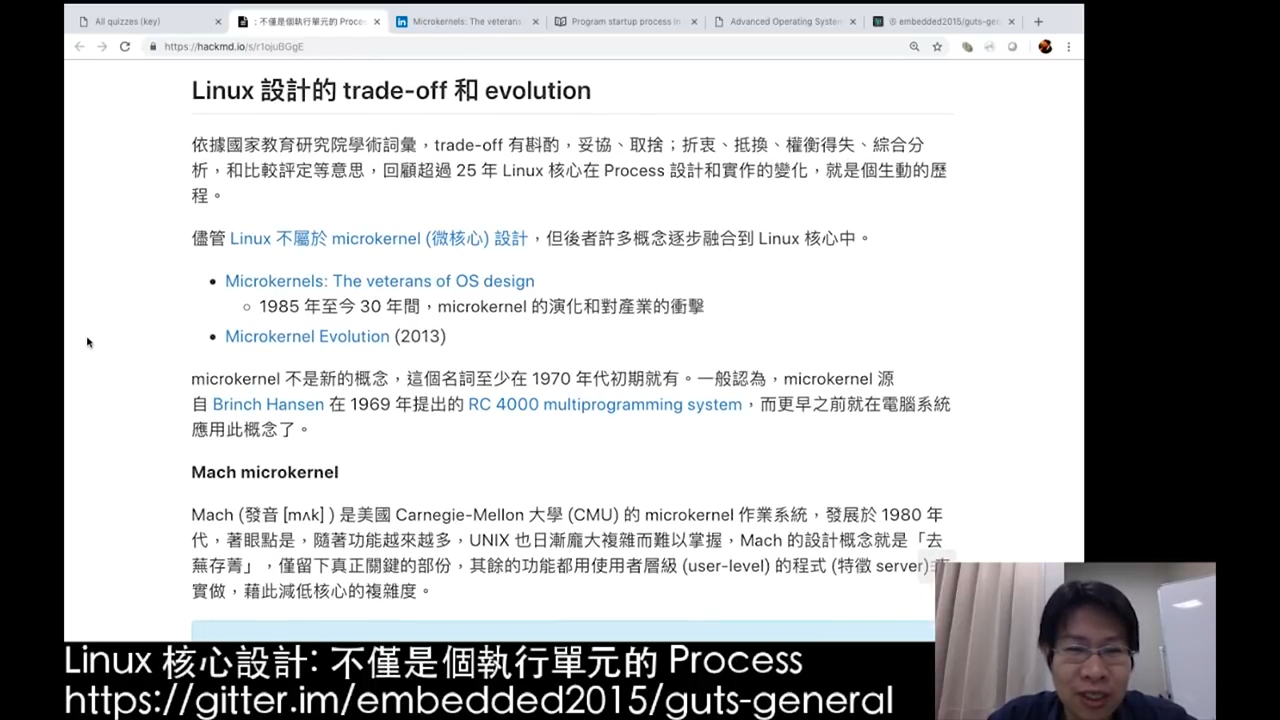 All quizzes (key)
: 不僅是個執行單元的 Proces
Microkernels: The veterans
Program startup process in
Advanced Operating System
embedded2015/guts-gen
https://hackmd.io/s/r1ojuBGgE
Linux 設計的 trade-off 和 evolution
依據國家教育研究院學術詞彙，trade-off 有斟酌，妥協、取捨；折衷、抵換、權衡得失、綜合分
析，和比較評定等意思，回顧超過 25 年 Linux 核心在 Process 設計和實作的變化，就是個生動的歷
程。
儘管 Linux 不屬於 microkernel (微核心) 設計，但後者許多概念逐步融合到 Linux 核心中。
Microkernels: The veterans of OS design
1985 年至今 30 年間，microkernel 的演化和對產業的衝擊
Microkernel Evolution (2013)
microkernel 不是新的概念，這個名詞至少在 1970 年代初期就有。一般認為，microkernel 源
自 Brinch Hansen 在 1969 年提出的 RC 4000 multiprogramming system，而更早之前就在電腦系統
應用此概念了。
Mach microkernel
Mach (發音 [mʌk] ) 是美國 Carnegie-Mellon 大學 (CMU) 的 microkernel 作業系統，發展於 1980 年
代，著眼點是，隨著功能越來越多，UNIX 也日漸龐大複雜而難以掌握，Mach 的設計概念就是「去
蕪存菁」，僅留下真正關鍵的部份，其餘的功能都用使用者層級 (user-level) 的程式 (特徵 server)
實做，藉此減低核心的複雜度。
Linux 核心設計: 不僅是個執行單元的 Process
https://gitter.im/embedded2015/guts-general